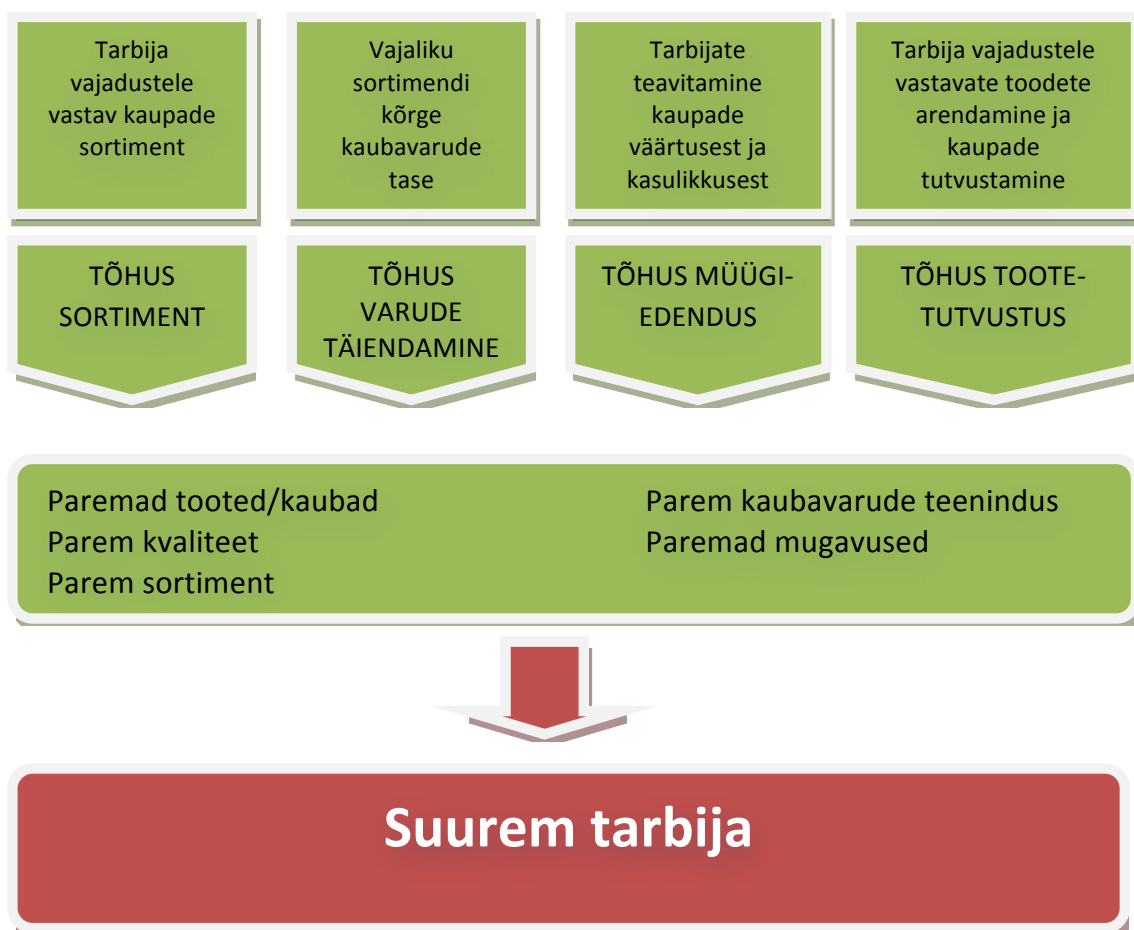 Tarbija
vajadustele
vastav kaupade
sortiment
Vajaliku
sortimendi
kõrge
kaubavarude
tase
Tarbijate
teavitamine
kaupade
väärtusest ja
kasulikkusest
Tarbija vajadustele
vastavate toodete
arendamine ja
kaupade
tutvustamine
TÕHUS
SORTIMENT
TÕHUS
VARUDE
TÄIENDAMINE
TÕHUS MÜÜGI-
EDENDUS
TÕHUS TOOTE-
TUTVUSTUS
Paremad tooted/kaubad
Parem kvaliteet
Parem sortiment
Parem kaubavarude teenindus
Paremad mugavused
Suurem tarbija